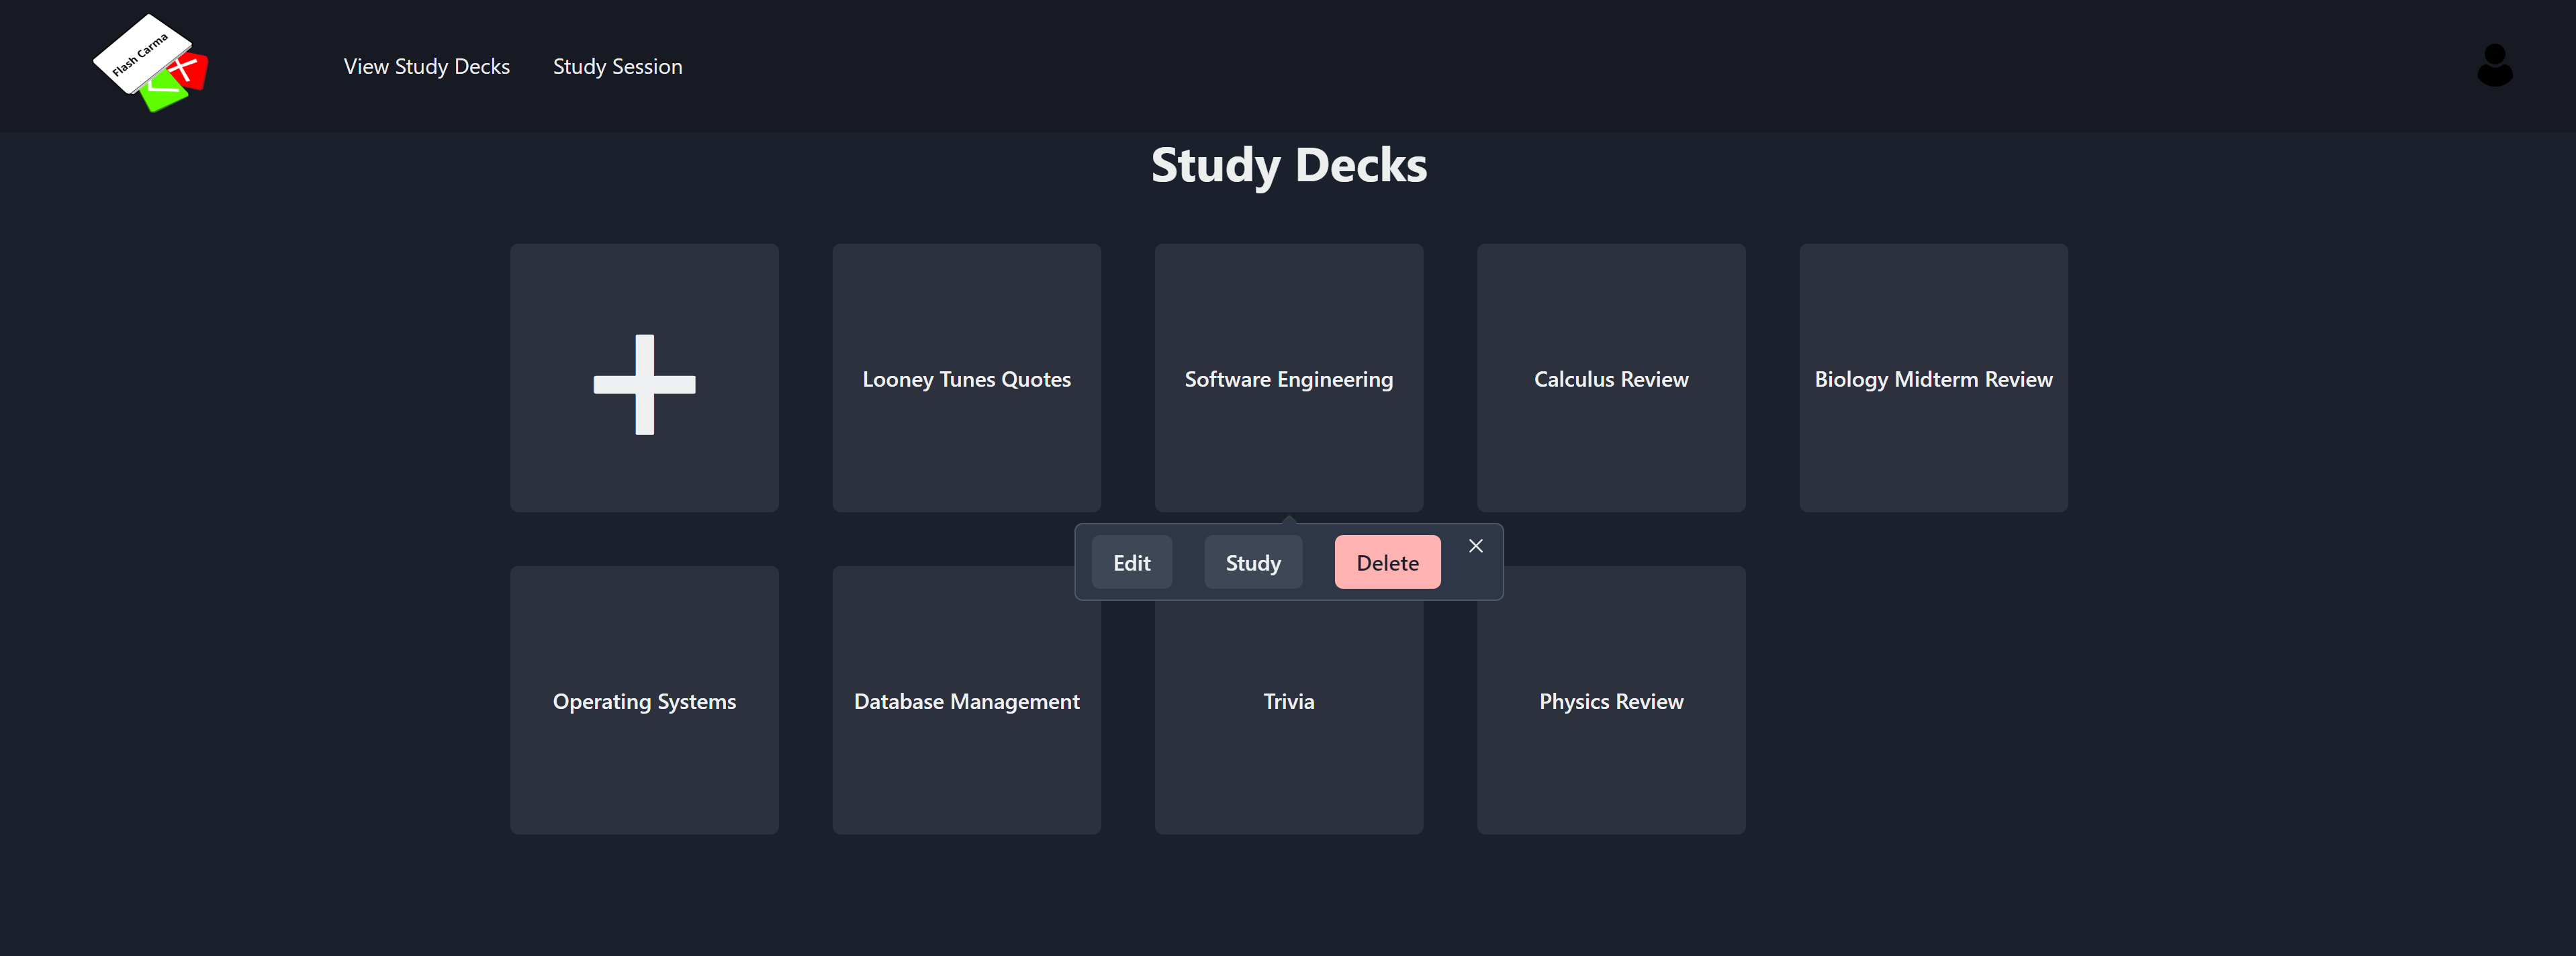 Flash Carma
View Study Decks
Study Session
Study Decks
Looney Tunes Quotes
Software Engineering
Calculus Review
Biology Midterm Review
Edit
Study
Delete
Operating Systems
Database Management
Trivia
Physics Review